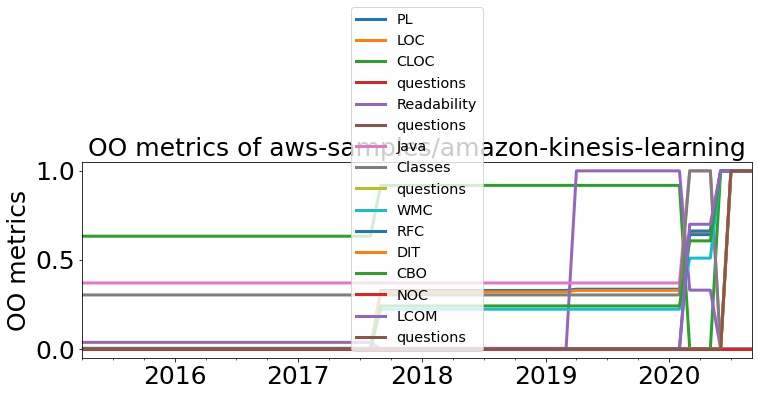 PL
LOC
CLOC
questions
Readability
questions
Java
OO metrics of aws-samples/amazon-kinesis-learning
Classes
questions
WMC
RFC
DIT
CBO
NOC
LCOM
questions
1.0
0.5
0.0
OO metrics
2016
2017
2018
2019
2020